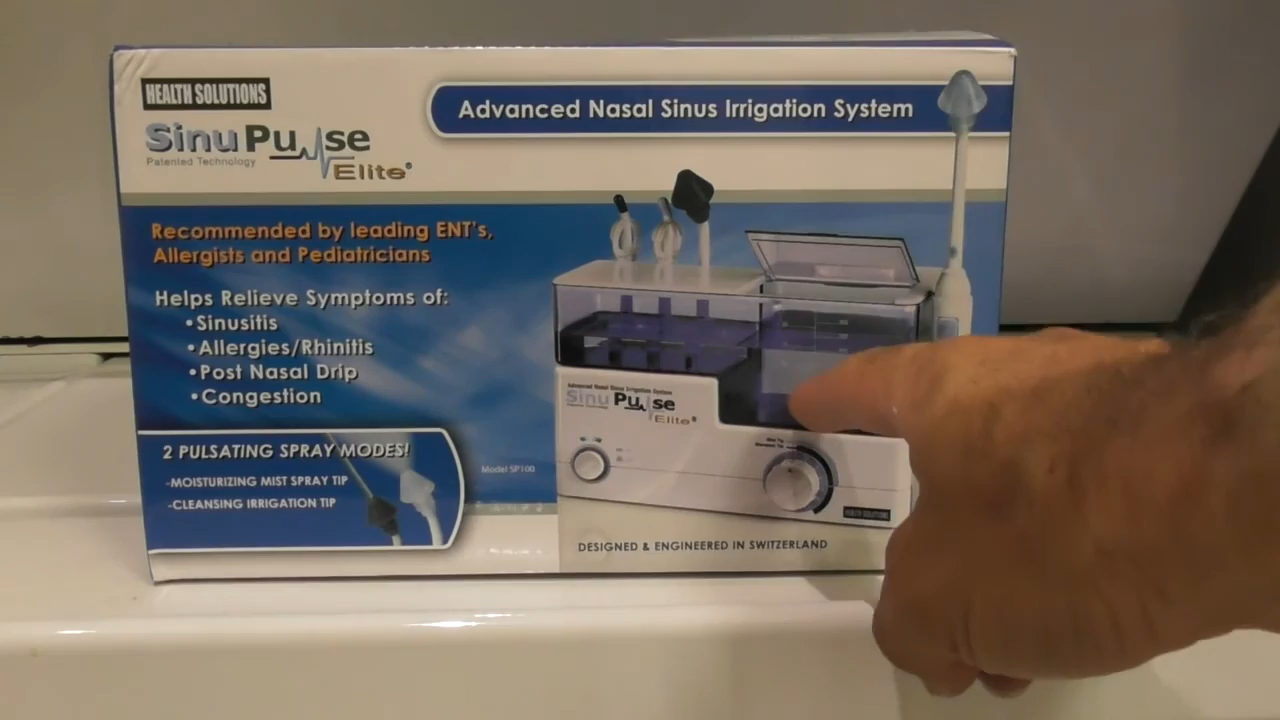 HEALTH SOLUTIONS
Advanced Nasal Sinus Irrigation System
SinuPulse
Patented Technology
Elite®
Recommended by leading ENT's,
Allergists and Pediatricians
Helps Relieve Symptoms of:
•Sinusitis
•Allergies/Rhinitis
•Post Nasal Drip
•Congestion
2 PULSATING SPRAY MODES!
-MOISTURIZING MIST SPRAY TIP
-CLEANSING IRRIGATION TIP
Model SP100
Advanced Nasal Sinus Irrigation System
SinuPulse
Elite®
HEALTH SOLUTIONS
DESIGNED & ENGINEERED IN SWITZERLAND